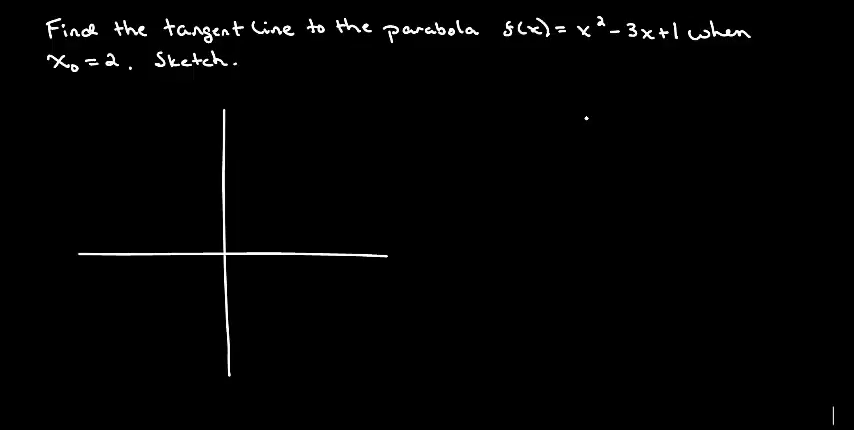 Find the tangent line to the parabola f(x) = x² - 3x + 1 when
x₀ = 2. Sketch.